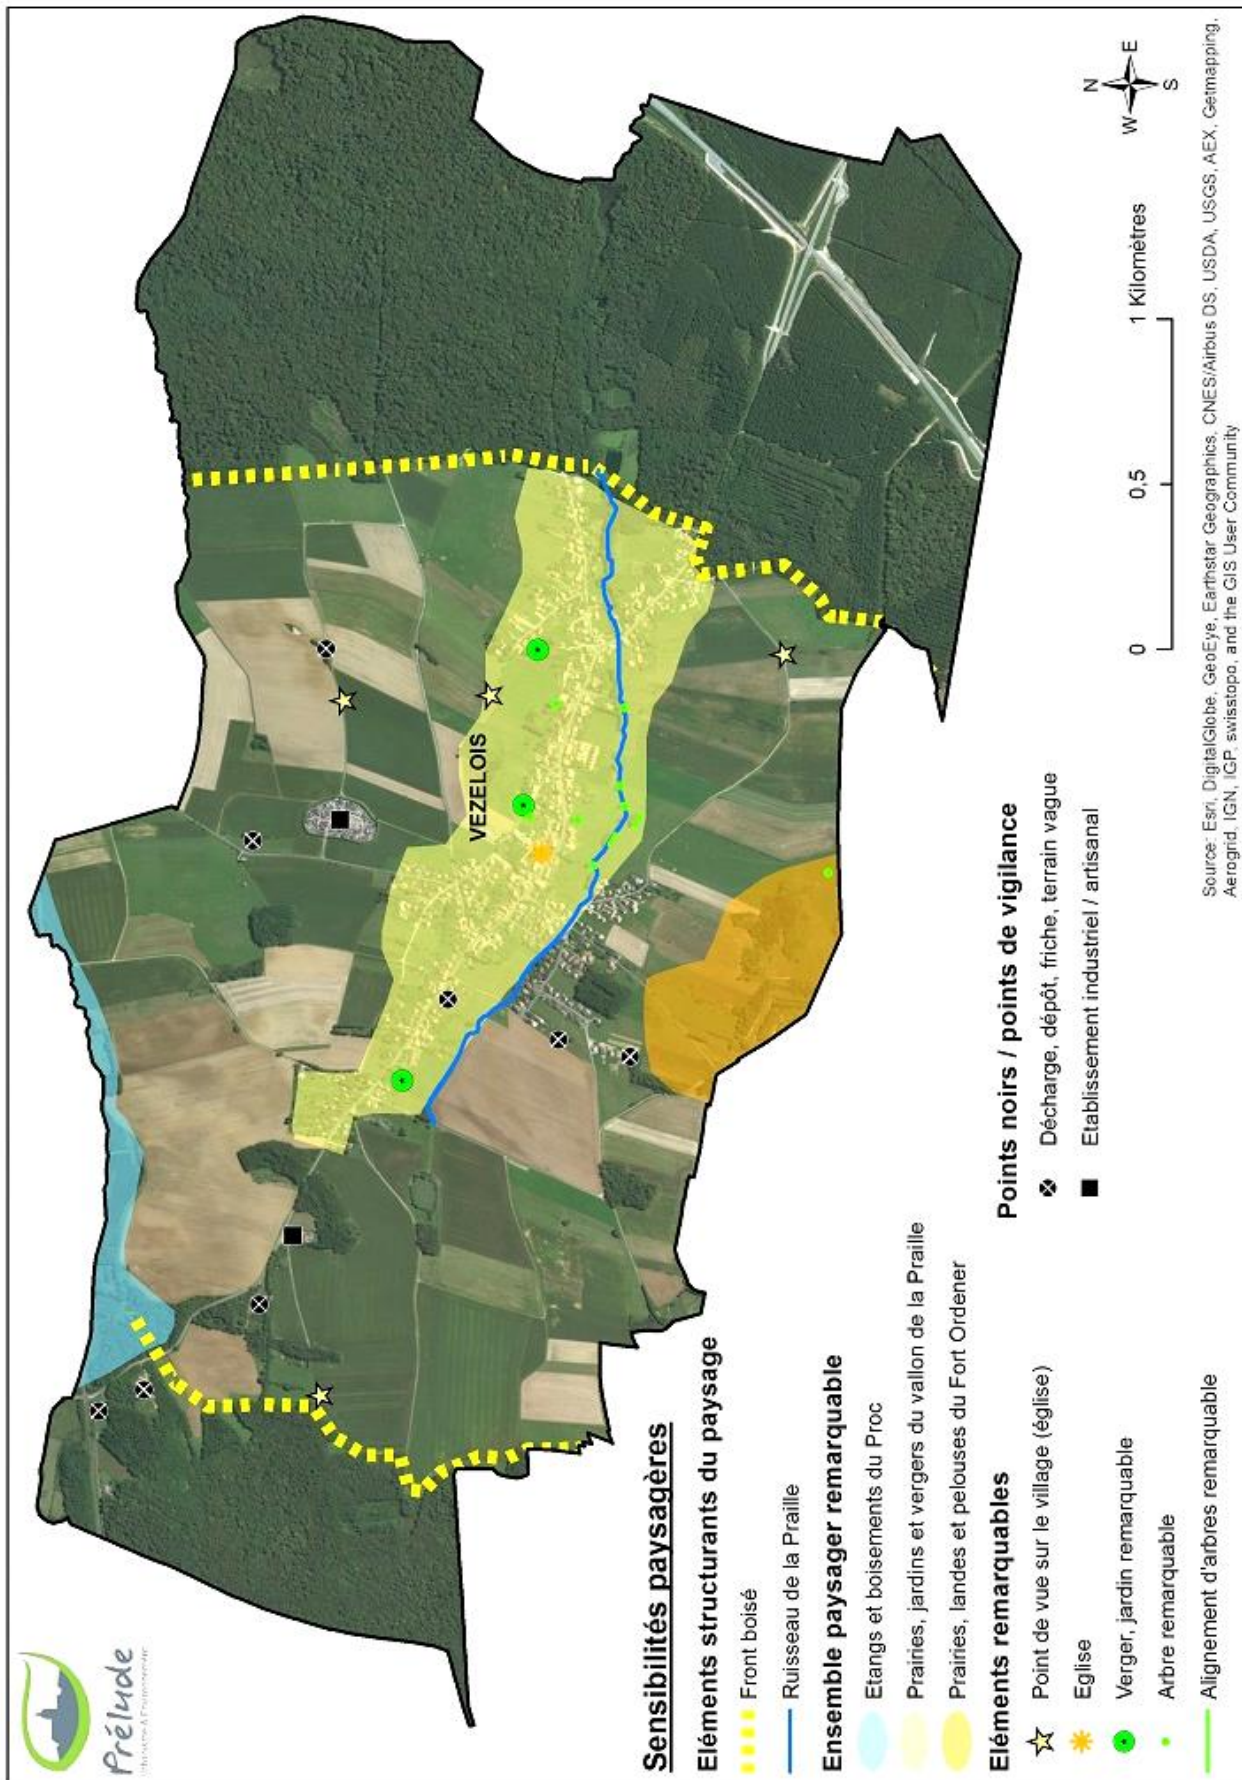 Prélude
VEZELOIS
Sensibilités paysagères
Eléments structurants du paysage
Front boisé
Ruisseau de la Praille
Ensemble paysager remarquable
Etangs et boisements du Proc
Prairies, jardins et vergers du vallon de la Praille
Prairies, landes et pelouses du Fort Ordener
Eléments remarquables
Point de vue sur le village (église)
Eglise
Verger, jardin remarquable
Arbre remarquable
Alignement d'arbres remarquable
Points noirs / points de vigilance
Décharge, dépôt, friche, terrain vague
Etablissement industriel / artisanal
0 0,5 1 Kilomètres
N
W E
S
Source: Esri, DigitalGlobe, GeoEye, Earthstar Geographics, CNES/Airbus DS, USDA, USGS, AEX, Getmapping,
Aerogrid, IGN, IGP, swisstopo, and the GIS User Community